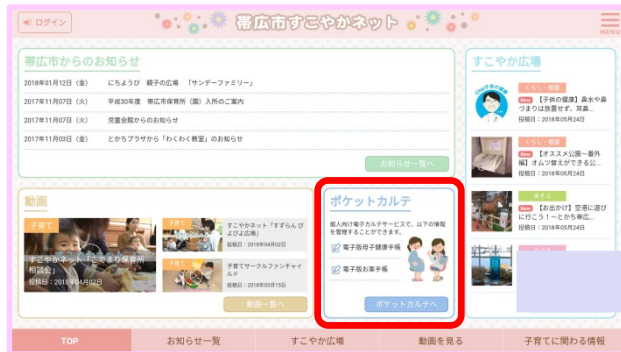 ログイン
帯広市すこやかネット
MENU
帯広市からのお知らせ
2018年01月12日（金） にちようび 親子の広場 「サンデーファミリー」
2017年11月07日（火） 平成30年度 帯広市保育所（園）入所のご案内
2017年11月07日（火） 児童会館からのお知らせ
2017年11月03日（金） とかちプラザから「わくわく教室」のお知らせ
お知らせ一覧へ
動画
子育て
すこやかネット「こでまり保育所
相談会」
投稿日：2018年04月02日
子育て
すこやかネット「すずらん ぴ
よぴよ広場」
投稿日：2018年04月02日
子育て
子育てサークルファンチャイ
ルド
投稿日：2018年03月15日
動画一覧へ
ポケットカルテ
個人向け電子カルテサービスで、以下の情報
を管理することができます。
電子版母子健康手帳
電子版お薬手帳
ポケットカルテへ
すこやか広場
くらし・健康
New 【子供の健康】鼻水や鼻
づまりは放置せず、耳鼻...
投稿日：2018年05月24日
くらし・健康
New 【オススメ公園～番外
編】オムツ替えができる公...
投稿日：2018年05月24日
あそぶ
New 【お出かけ】空港に遊び
に行こう！～とかち帯広...
投稿日：2018年05月24日
TOP
お知らせ一覧
すこやか広場
動画を見る
子育てに関わる情報